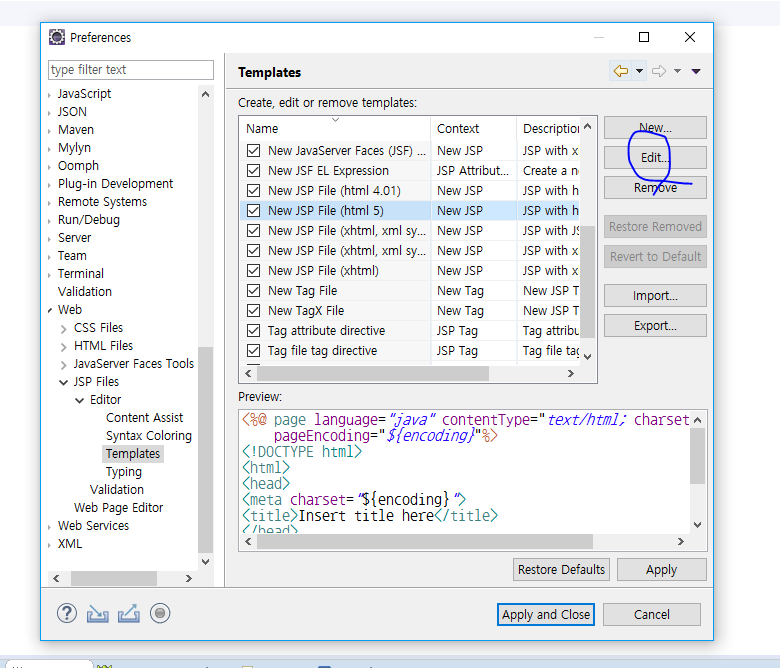 Preferences
type filter text
JavaScript
JSON
Maven
Mylyn
Oomph
Plug-in Development
Remote Systems
Run/Debug
Server
Team
Terminal
Validation
Web
CSS Files
HTML Files
JavaServer Faces Tools
JSP Files
Editor
Content Assist
Syntax Coloring
Templates
Typing
Validation
Web Page Editor
Web Services
XML
Templates
Create, edit or remove templates:
Name Context Description
New JavaServer Faces (JSF) ... New JSP JSP with x
New JSF EL Expression JSP Attribut... Create a n
New JSP File (html 4.01) New JSP JSP with h
New JSP File (html 5) New JSP JSP with h
New JSP File (xhtml, xml sy... New JSP JSP with JS
New JSP File (xhtml, xml sy... New JSP JSP with x
New JSP File (xhtml) New JSP JSP with x
New Tag File New Tag New JSP T
New TagX File New Tag New JSP T
Tag attribute directive JSP Tag Tag attribu
Tag file tag directive JSP Tag Tag file tag
New...
Edit...
Remove
Restore Removed
Revert to Default
Import...
Export...
Preview:
<%@ page language="java" contentType="text/html; charset
pageEncoding="${encoding}"%>
<!DOCTYPE html>
<html>
<head>
<meta charset="${encoding}">
<title>Insert title here</title>
</head>
Restore Defaults Apply
Apply and Close Cancel